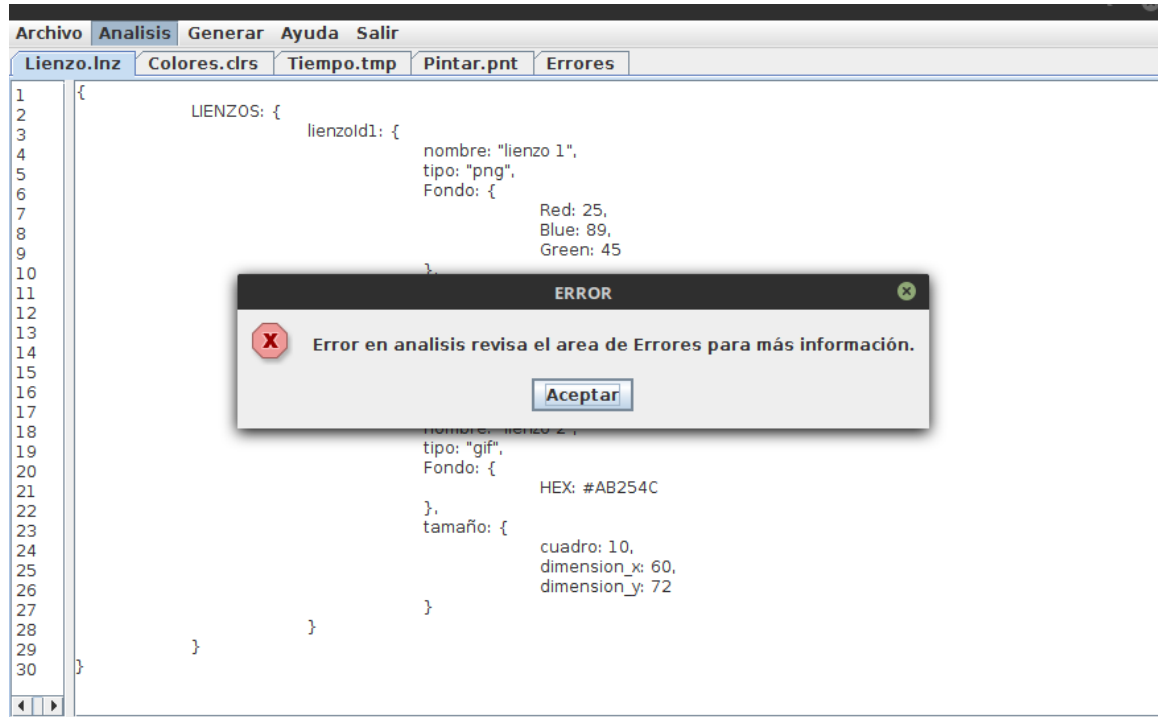 Archivo Analisis Generar Ayuda Salir
Lienzo.lnz Colores.clrs Tiempo.tmp Pintar.pnt Errores
1 {
2 LIENZOS: {
3 lienzoId1: {
4 nombre: "lienzo 1",
5 tipo: "png",
6 Fondo: {
7 Red: 25,
8 Blue: 89,
9 Green: 45
10 },
11 ERROR
12
13 Error en analisis revisa el area de Errores para más información.
14
15
16 Aceptar
17
18 nombre: "lienzo 2",
19 tipo: "gif",
20 Fondo: {
21 HEX: #AB254C
22 },
23 tamaño: {
24 cuadro: 10,
25 dimension_x: 60,
26 dimension_y: 72
27 }
28 }
29 }
30 }